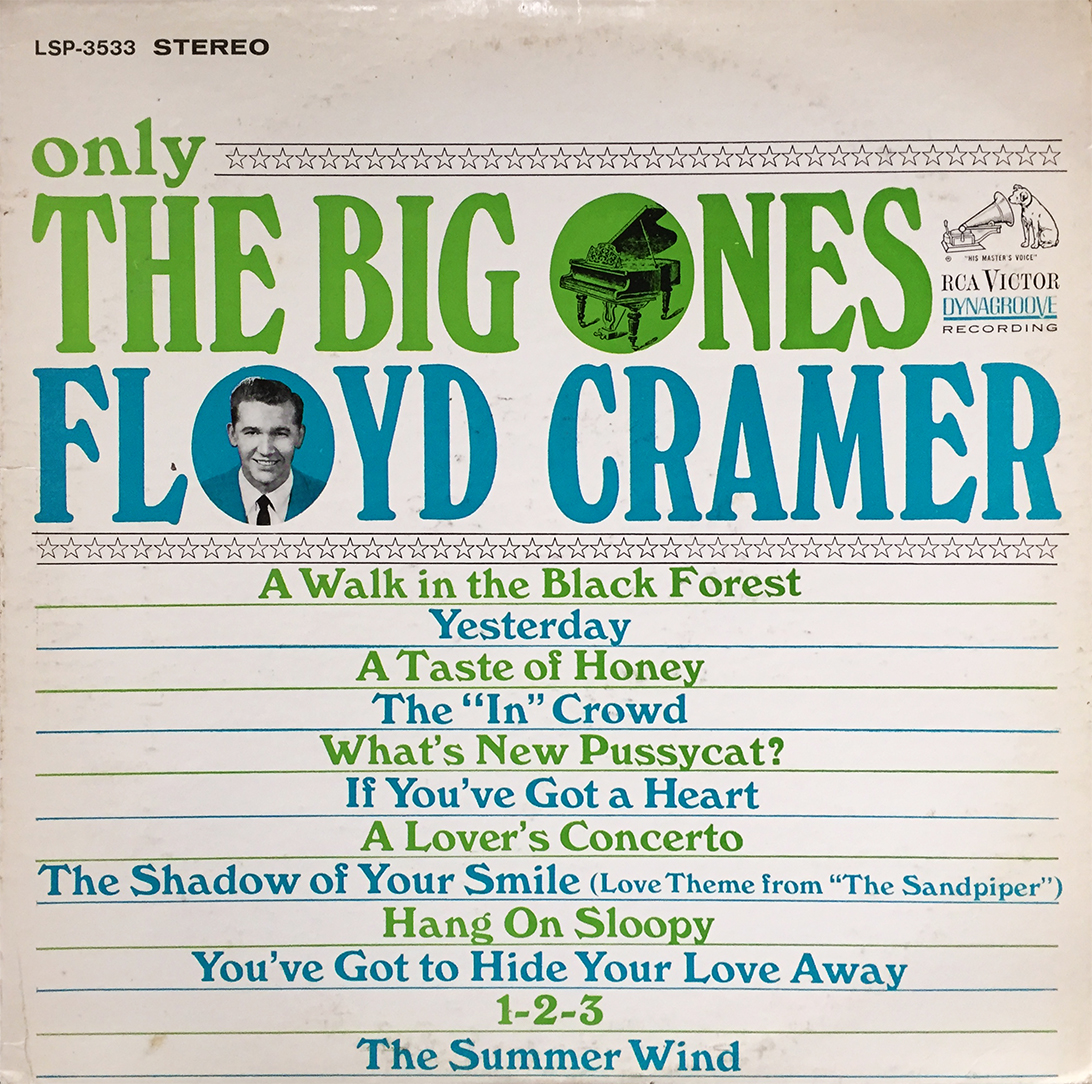 LSP-3533 STEREO
only
THE BIG ONES
® "HIS MASTER'S VOICE"
RCA VICTOR
DYNAGROOVE
RECORDING
FLOYD CRAMER
A Walk in the Black Forest
Yesterday
A Taste of Honey
The “In” Crowd
What's New Pussycat?
If You've Got a Heart
A Lover's Concerto
The Shadow of Your Smile (Love Theme from “The Sandpiper”)
Hang On Sloopy
You've Got to Hide Your Love Away
1-2-3
The Summer Wind